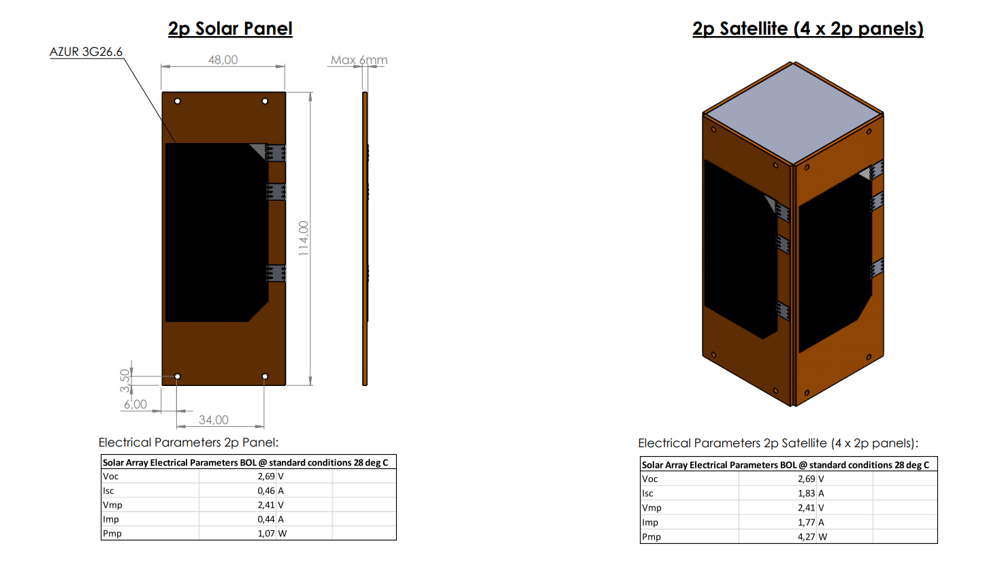 2p Solar Panel
AZUR 3G26.6
48,00
Max 6mm
114,00
3,50
6,00
34,00
Electrical Parameters 2p Panel:
Solar Array Electrical Parameters BOL @ standard conditions 28 deg C
Voc 2,69 V
Isc 0,46 A
Vmp 2,41 V
Imp 0,44 A
Pmp 1,07 W
2p Satellite (4 x 2p panels)
Electrical Parameters 2p Satellite (4 x 2p panels):
Solar Array Electrical Parameters BOL @ standard conditions 28 deg C
Voc 2,69 V
Isc 1,83 A
Vmp 2,41 V
Imp 1,77 A
Pmp 4,27 W